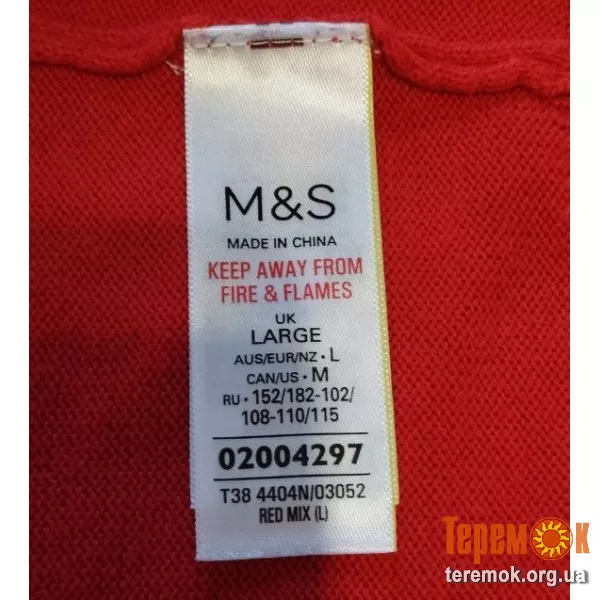 M&S
MADE IN CHINA
KEEP AWAY FROM
FIRE & FLAMES
UK
LARGE
AUS/EUR/NZ • L
CAN/US • M
RU • 152/182-102/
108-110/115
02004297
T38 4404N/03052
RED MIX (L)
Теремок
teremok.org.ua